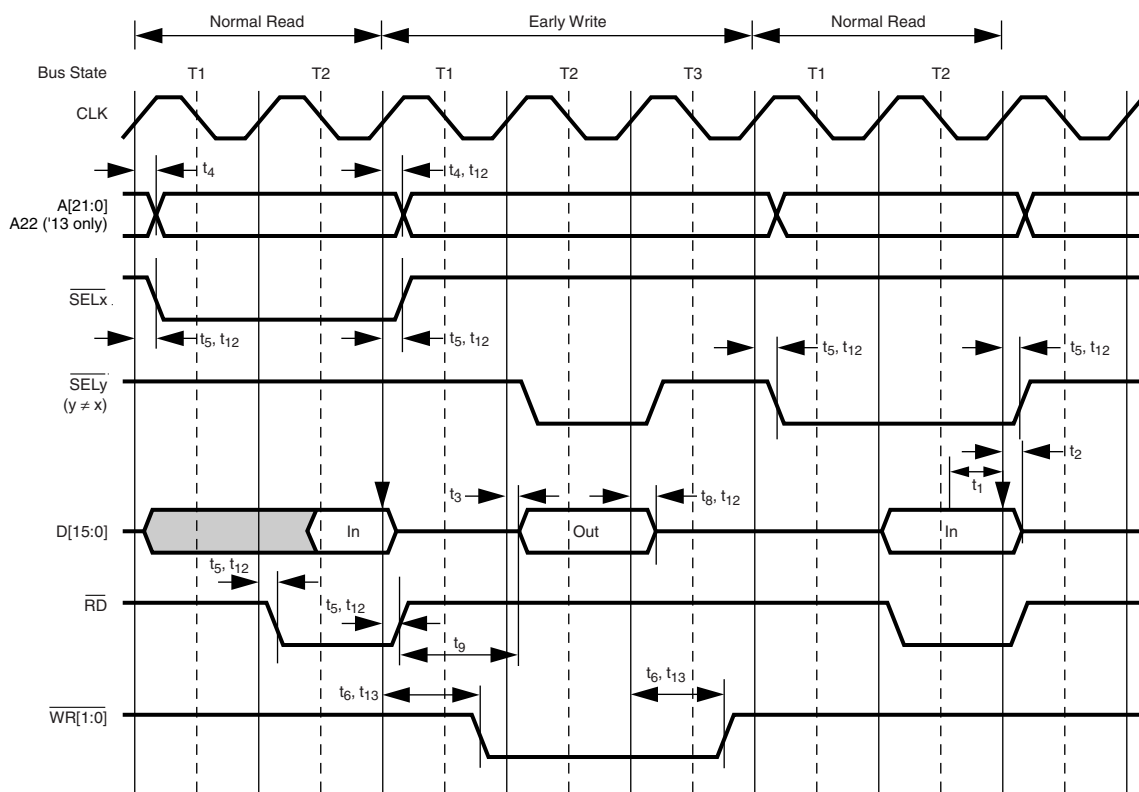 Normal Read Early Write Normal Read
Bus State T1 T2 T1 T2 T3 T1 T2
CLK
t4 t4, t12
A[21:0]
A22 ('13 only)
SELx
t5, t12 t5, t12 t5, t12 t5, t12
SELy
(y ≠ x)
t2
t1
t3 t8, t12
D[15:0] In Out In
t5, t12
RD t5, t12
t9
t6, t13 t6, t13
WR[1:0]